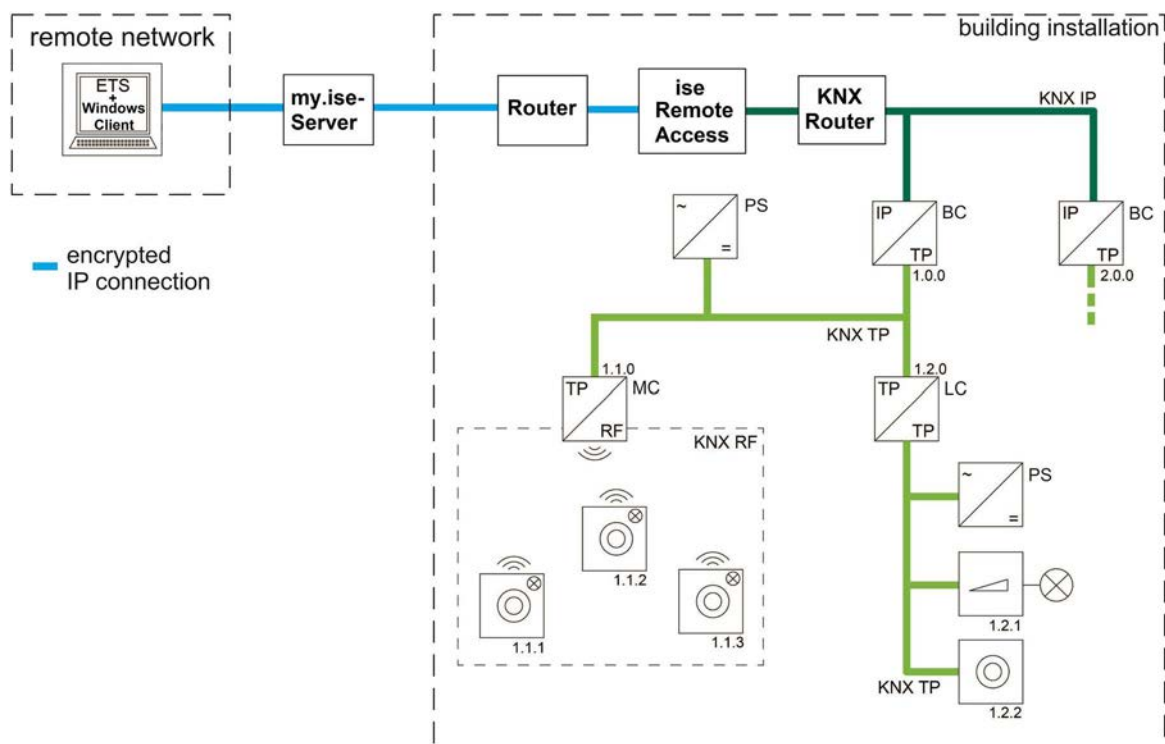 remote network
building installation
ETS
+
Windows
Client
my.ise-
Server
Router
ise
Remote
Access
KNX
Router
KNX IP
encrypted
IP connection
~
=
PS
IP
TP
BC
1.0.0
IP
TP
BC
2.0.0
KNX TP
1.1.0
TP
RF
MC
1.2.0
TP
TP
LC
KNX RF
1.1.1
1.1.2
1.1.3
~
=
PS
1.2.1
KNX TP
1.2.2